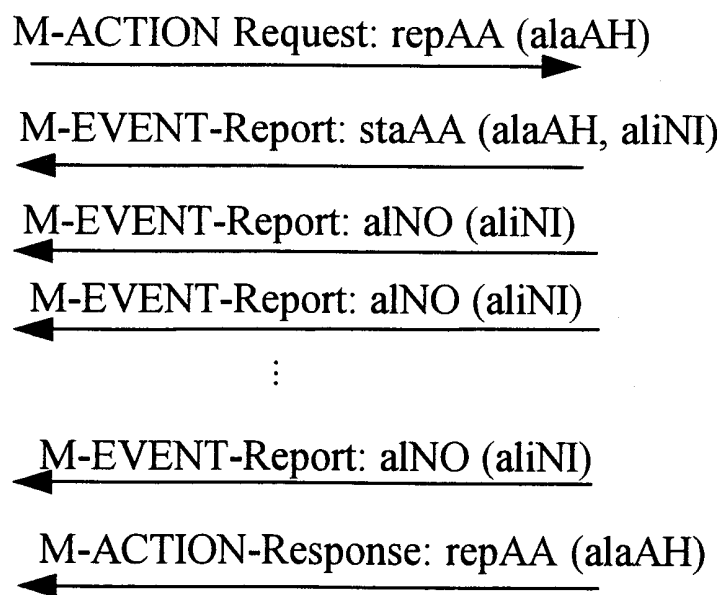 M-ACTION Request: repAA (alaAH)
M-EVENT-Report: staAA (alaAH, aliNI)
M-EVENT-Report: alNO (aliNI)
M-EVENT-Report: alNO (aliNI)
⋮
M-EVENT-Report: alNO (aliNI)
M-ACTION-Response: repAA (alaAH)